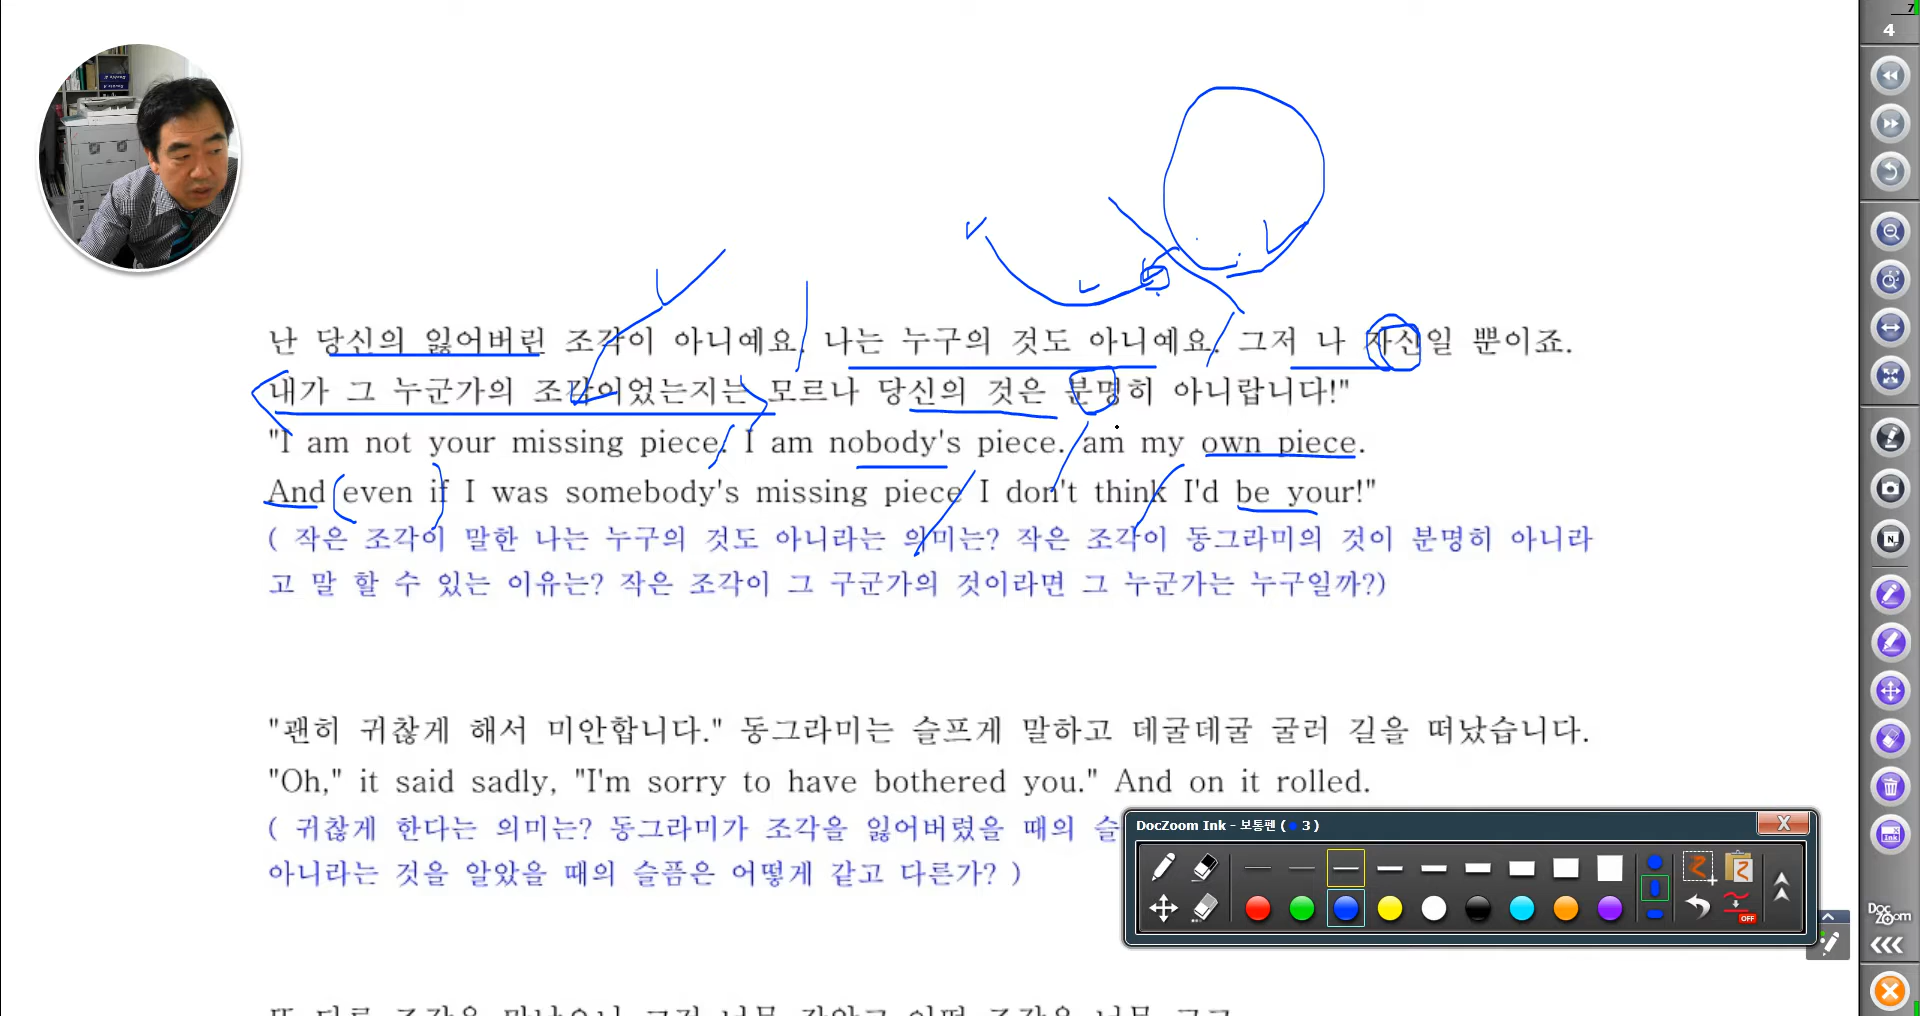 7
4
난 당신의 잃어버린 조각이 아니예요. 나는 누구의 것도 아니예요. 그저 나 자신일 뿐이죠.
내가 그 누군가의 조각이었는지는 모르나 당신의 것은 분명히 아니랍니다!"
"I am not your missing piece. I am nobody's piece. am my own piece.
And even if I was somebody's missing piece I don't think I'd be your!"
( 작은 조각이 말한 나는 누구의 것도 아니라는 의미는? 작은 조각이 동그라미의 것이 분명히 아니라
고 말 할 수 있는 이유는? 작은 조각이 그 구군가의 것이라면 그 누군가는 누구일까?)
"괜히 귀찮게 해서 미안합니다." 동그라미는 슬프게 말하고 데굴데굴 굴러 길을 떠났습니다.
"Oh," it said sadly, "I'm sorry to have bothered you." And on it rolled.
( 귀찮게 한다는 의미는? 동그라미가 조각을 잃어버렸을 때의 슬
아니라는 것을 알았을 때의 슬픔은 어떻게 같고 다른가? )
DocZoom Ink - 보통펜 ( 3 )
OFF
Doc
Zoom
Ink
N